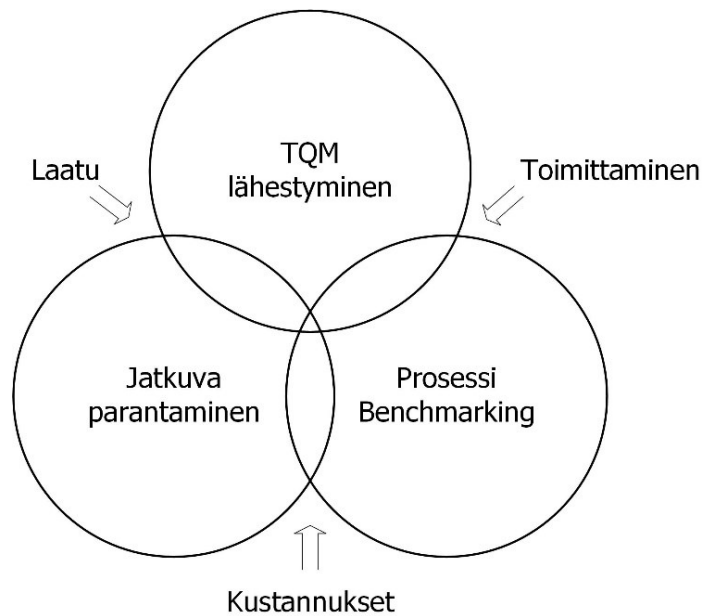 TQM
lähestyminen
Laatu
Toimittaminen
Jatkuva
parantaminen
Prosessi
Benchmarking
Kustannukset